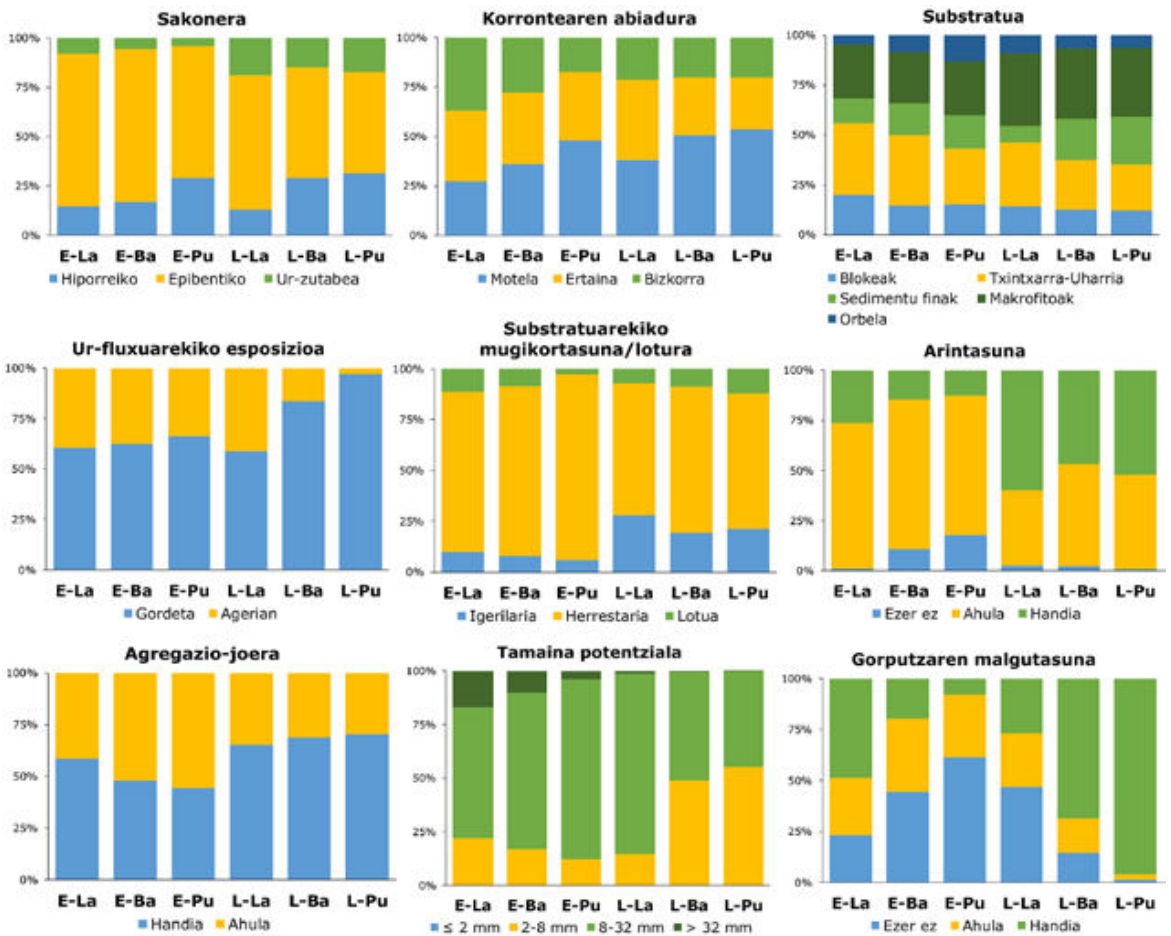 Sakonera
100%
75%
50%
25%
0%
E-La E-Ba E-Pu L-La L-Ba L-Pu
Hiporreiko Epibentiko Ur-zutabea
Korrontearen abiadura
100%
75%
50%
25%
0%
E-La E-Ba E-Pu L-La L-Ba L-Pu
Motela Ertaina Bizkorra
Substratua
100%
75%
50%
25%
0%
E-La E-Ba E-Pu L-La L-Ba L-Pu
Blokeak Txintxarra-Uharria
Sedimentu finak Makrofitoak
Orbela
Ur-fluxuarekiko esposizioa
100%
75%
50%
25%
0%
E-La E-Ba E-Pu L-La L-Ba L-Pu
Gordeta Agerian
Substratuarekiko
mugikortasuna/lotura
100%
75%
50%
25%
0%
E-La E-Ba E-Pu L-La L-Ba L-Pu
Igerilaria Herrestaria Lotua
Arintasuna
100%
75%
50%
25%
0%
E-La E-Ba E-Pu L-La L-Ba L-Pu
Ezer ez Ahula Handia
Agregazio-joera
100%
75%
50%
25%
0%
E-La E-Ba E-Pu L-La L-Ba L-Pu
Handia Ahula
Tamaina potentziala
100%
75%
50%
25%
0%
E-La E-Ba E-Pu L-La L-Ba L-Pu
≤ 2 mm 2-8 mm 8-32 mm > 32 mm
Gorputzaren malgutasuna
100%
75%
50%
25%
0%
E-La E-Ba E-Pu L-La L-Ba L-Pu
Ezer ez Ahula Handia